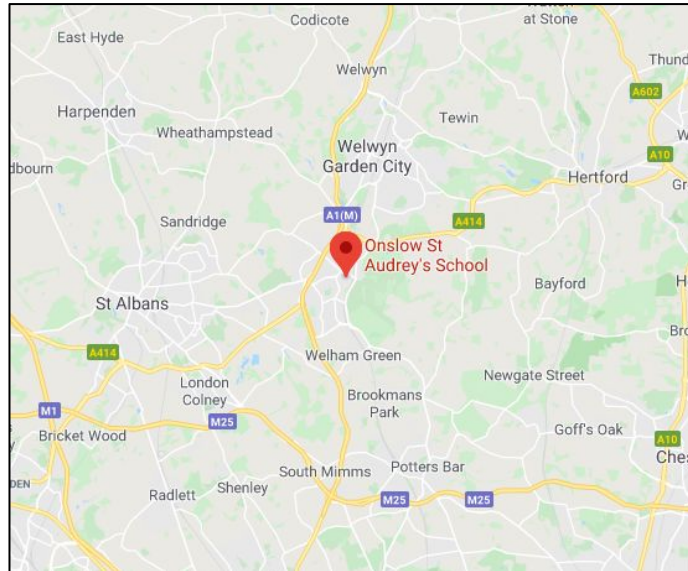 Codicote
at Stone
East Hyde
Welwyn
Thund
A602
Harpenden
Tewin
Wheathampstead
Welwyn
Garden City
A10
dbourn
Hertford
Gr
A1(M)
Sandridge
A414
Onslow St
Audrey's School
St Albans
Bayford
A414
Welham Green
London
Colney
Newgate Street
Brookmans
Park
M1
M25
Goff's Oak
Bricket Wood
A10
Ches
South Mimms
Potters Bar
DEN
Radlett
Shenley
M25
M25